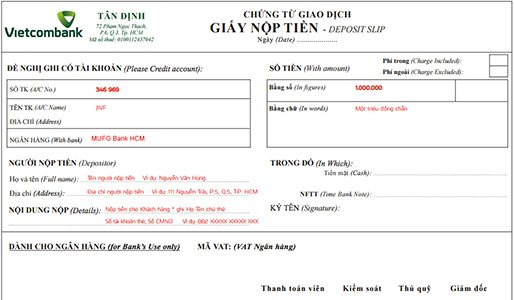 Vietcombank
TÂN ĐỊNH
72 Phạm Ngọc Thạch,
P.6, Q.3, Tp. HCM
Mã số thuế: 0100112437042
CHỨNG TỪ GIAO DỊCH
GIẤY NỘP TIỀN - DEPOSIT SLIP
Ngày (Date) ....................
Phí trong (Charge Included):
Phí ngoài (Charge Excluded):
ĐỀ NGHỊ GHI CÓ TÀI KHOẢN (Please Credit account):
SỐ TIỀN (With amount)
SỐ TK (A/C No.) 346 969
TÊN TK (A/C Name) JIVF
ĐỊA CHỈ (Address)
NGÂN HÀNG (With bank) MUFG Bank HCM
Bằng số (In figures) 1.000.000
Bằng chữ (In words) Một triệu đồng chẵn
NGƯỜI NỘP TIỀN (Depositor)
Họ và tên (Full name): Tên người nộp tiền Ví dụ: Nguyễn Văn Hùng
Địa chỉ (Address): Địa chỉ người nộp tiền Ví dụ: 111 Nguyễn Trãi, P.5, Q.5, TP. HCM
NỘI DUNG NỘP (Details): Nộp tiền cho Khách hàng * ghi Họ Tên chủ thẻ
Số tài khoản thẻ, Số CMND Ví dụ: 002 XXXXXX XXXXX XXX
TRONG ĐÓ (In Which):
Tiền mặt (Cash):
NFTT (Time Bank Note):
KÝ TÊN (Signature):
DÀNH CHO NGÂN HÀNG (for Bank's Use only) MÃ VAT: (VAT Ngân hàng)
Thanh toán viên Kiểm soát Thủ quỹ Giám đốc